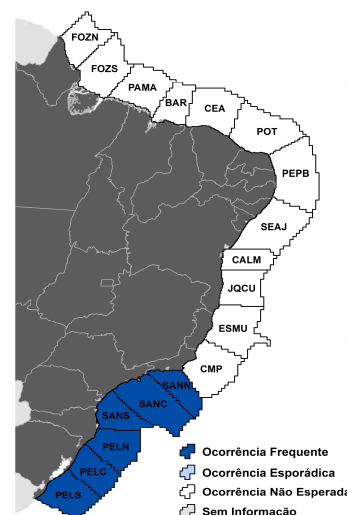 FOZN
FOZS
PAMA
BAR
CEA
POT
PEPB
SEAJ
CALM
JQCU
ESMU
CMP
SANN
SANC
SANS
PELN
PELC
PELS
Ocorrência Frequente
Ocorrência Esporádica
Ocorrência Não Esperada
Sem Informação